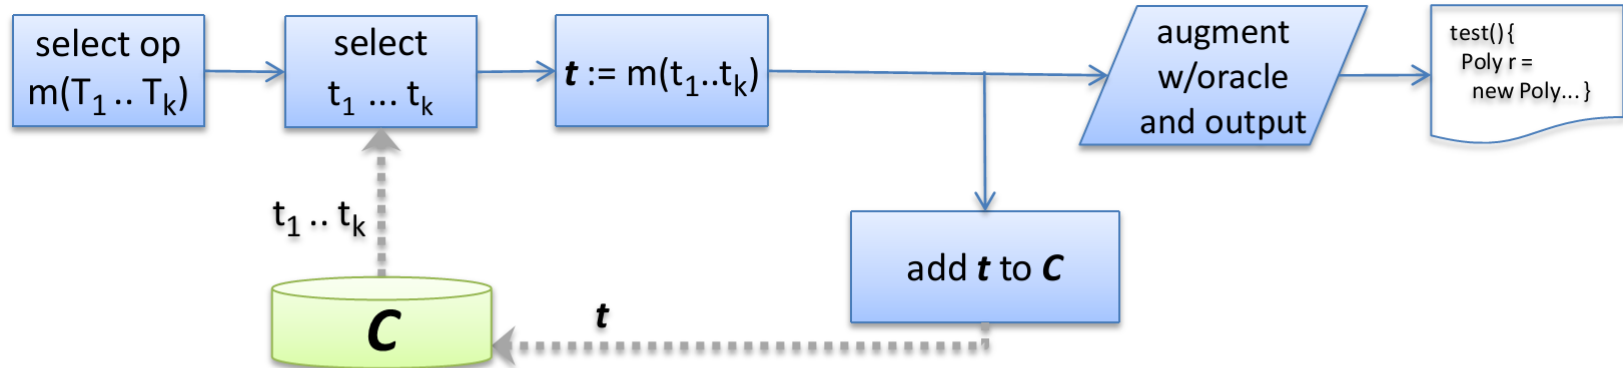 select op
m(T₁ .. Tₖ)
select
t₁ ... tₖ
t := m(t₁..tₖ)
augment
w/oracle
and output
test() {
Poly r =
new Poly... }
t₁ .. tₖ
add t to C
C
t